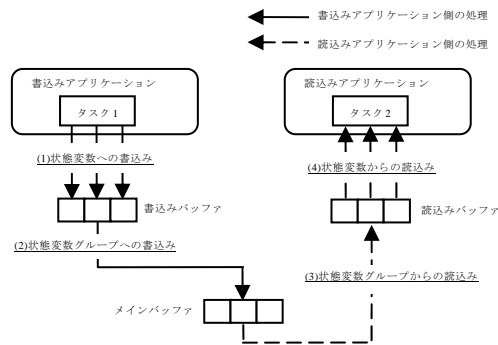 書込みアプリケーション側の処理
読込みアプリケーション側の処理
書込みアプリケーション
読込みアプリケーション
タスク1
タスク2
(1)状態変数への書込み
(4)状態変数からの読込み
書込みバッファ
読込みバッファ
(2)状態変数グループへの書込み
(3)状態変数グループからの読込み
メインバッファ